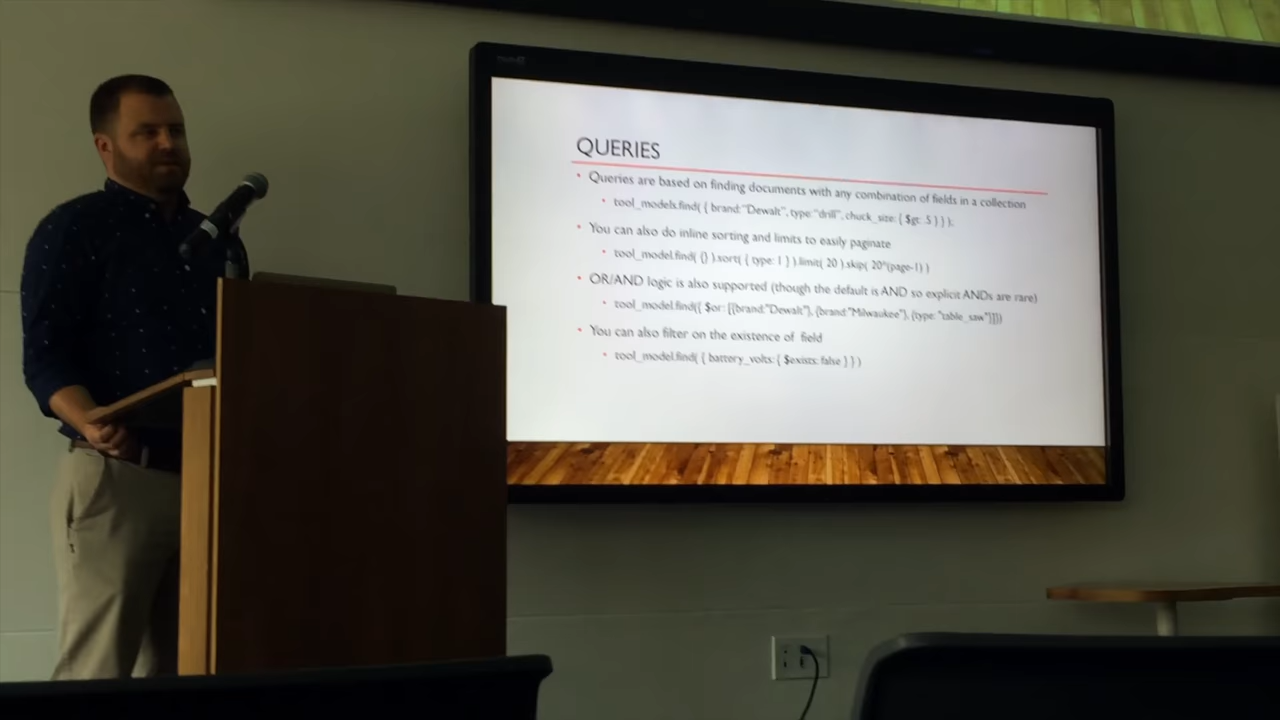 QUERIES
• Queries are based on finding documents with any combination of fields in a collection
• tool_models.find( { brand:"Dewalt", type:"drill", chuck_size: { $gt: .5 } } );
• You can also do inline sorting and limits to easily paginate
• tool_model.find( {} ).sort( { type: 1 } ).limit( 20 ).skip( 20*(page-1) )
• OR/AND logic is also supported (though the default is AND so explicit ANDs are rare)
• tool_model.find({ $or: [{brand:"Dewalt"}, {brand:"Milwaukee"}, {type: "table_saw"}]})
• You can also filter on the existence of field
• tool_model.find( { battery_volts: { $exists: false } } )